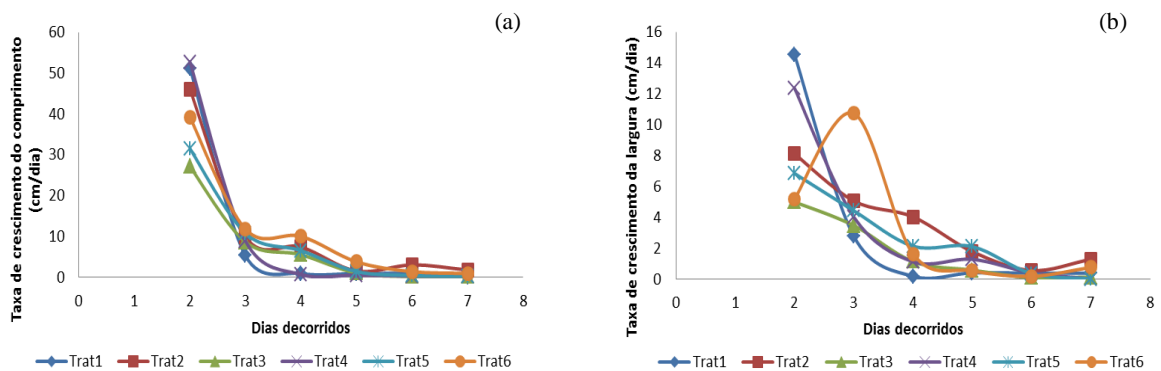 (a)
Taxa de crescimento do comprimento
(cm/dia)
60
50
40
30
20
10
0
0 1 2 3 4 5 6 7 8
Dias decorridos
Trat1 Trat2 Trat3 Trat4 Trat5 Trat6
(b)
Taxa de crescimento da largura (cm/dia)
16
14
12
10
8
6
4
2
0
0 1 2 3 4 5 6 7 8
Dias decorridos
Trat1 Trat2 Trat3 Trat4 Trat5 Trat6